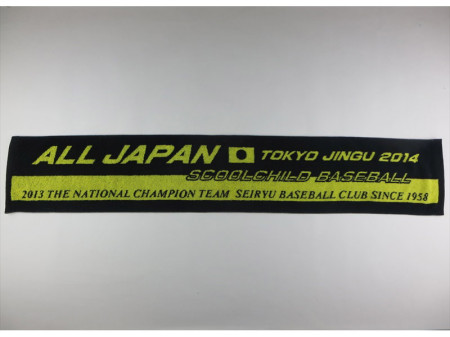 ALL JAPAN TOKYO JINGU 2014
SCOOLCHILD BASEBALL
2013 THE NATIONAL CHAMPION TEAM SEIRYU BASEBALL CLUB SINCE 1958